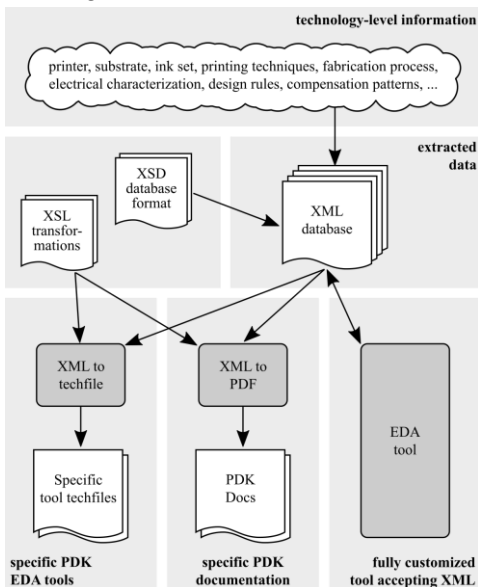 technology-level information
printer, substrate, ink set, printing techniques, fabrication process,
electrical characterization, design rules, compensation patterns, ...
extracted
data
XSD
database
format
XSL
transfor-
mations
XML
database
XML to
techfile
XML to
PDF
EDA
tool
Specific
tool techfiles
PDK
Docs
specific PDK
EDA tools
specific PDK
documentation
fully customized
tool accepting XML